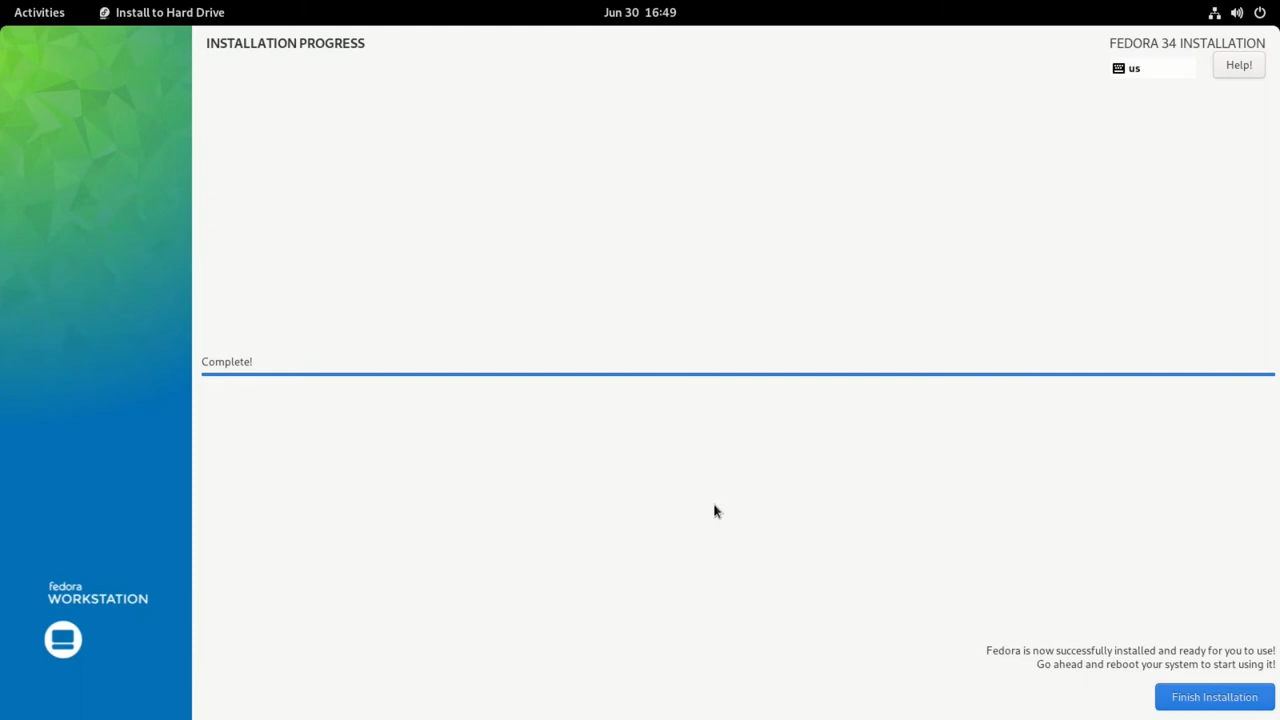 Activities Install to Hard Drive Jun 30 16:49
INSTALLATION PROGRESS FEDORA 34 INSTALLATION
us Help!
Complete!
fedora
WORKSTATION
Fedora is now successfully installed and ready for you to use!
Go ahead and reboot your system to start using it!
Finish Installation